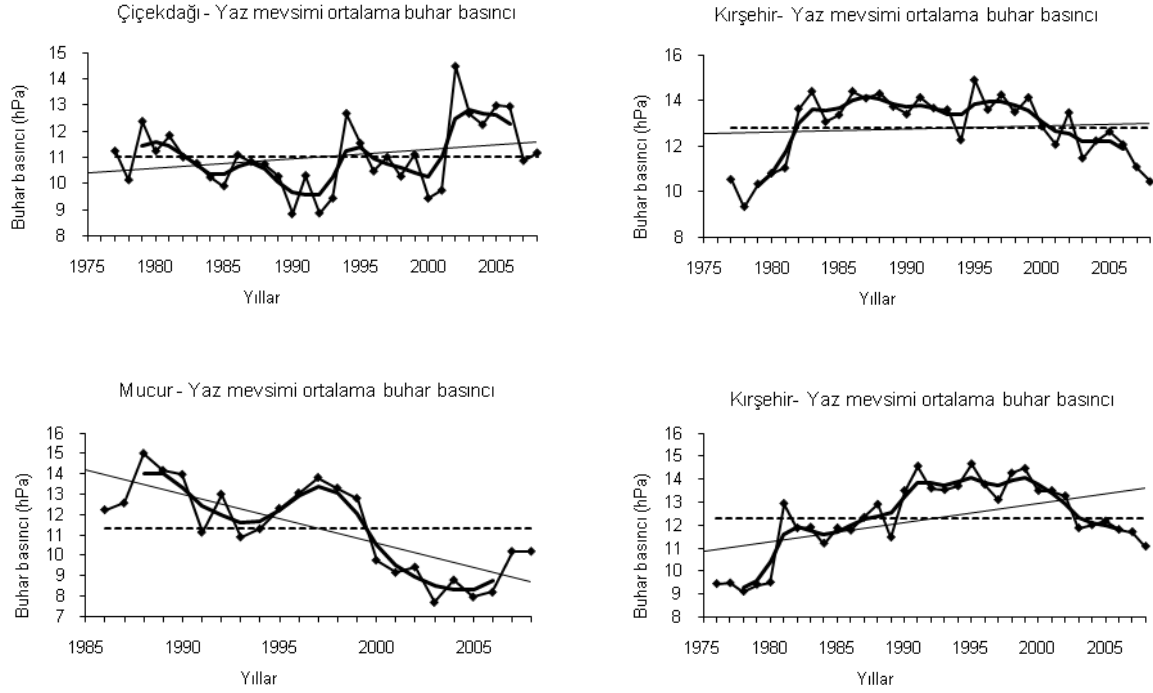 Çiçekdağı - Yaz mevsimi ortalama buhar basıncı
Buhar basıncı (hPa)
15
14
13
12
11
10
9
8
1975 1980 1985 1990 1995 2000 2005
Yıllar
Kırşehir- Yaz mevsimi ortalama buhar basıncı
Buhar basıncı (hPa)
16
14
12
10
8
1975 1980 1985 1990 1995 2000 2005
Yıllar
Mucur - Yaz mevsimi ortalama buhar basıncı
Buhar basıncı (hPa)
16
15
14
13
12
11
10
9
8
7
1985 1990 1995 2000 2005
Yıllar
Kırşehir- Yaz mevsimi ortalama buhar basıncı
Buhar basıncı (hPa)
16
15
14
13
12
11
10
9
8
1975 1980 1985 1990 1995 2000 2005
Yıllar